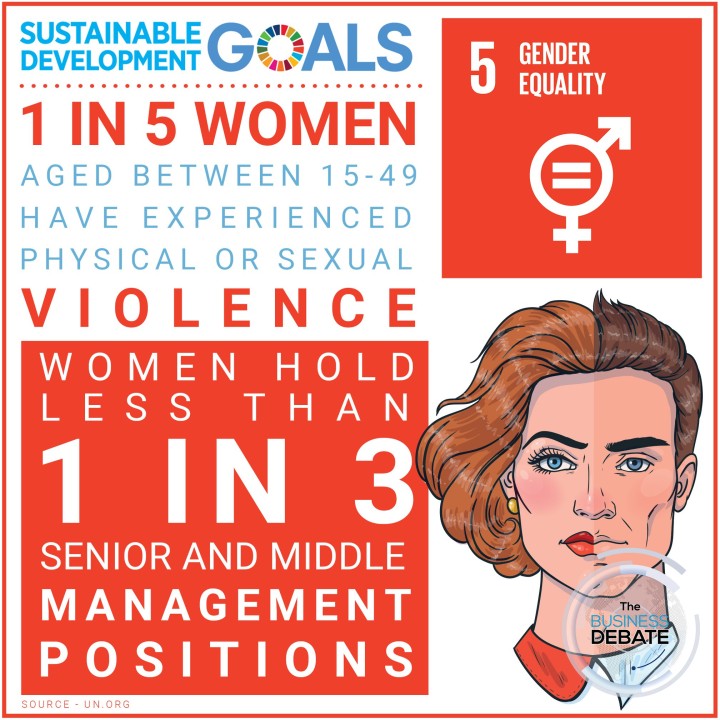 SUSTAINABLE
DEVELOPMENT
GOALS
1 IN 5 WOMEN
AGED BETWEEN 15-49
HAVE EXPERIENCED
PHYSICAL OR SEXUAL
VIOLENCE
WOMEN HOLD
LESS THAN
1 IN 3
SENIOR AND MIDDLE
MANAGEMENT
POSITIONS
SOURCE - UN.ORG
5 GENDER
EQUALITY
The
BUSINESS
DEBATE